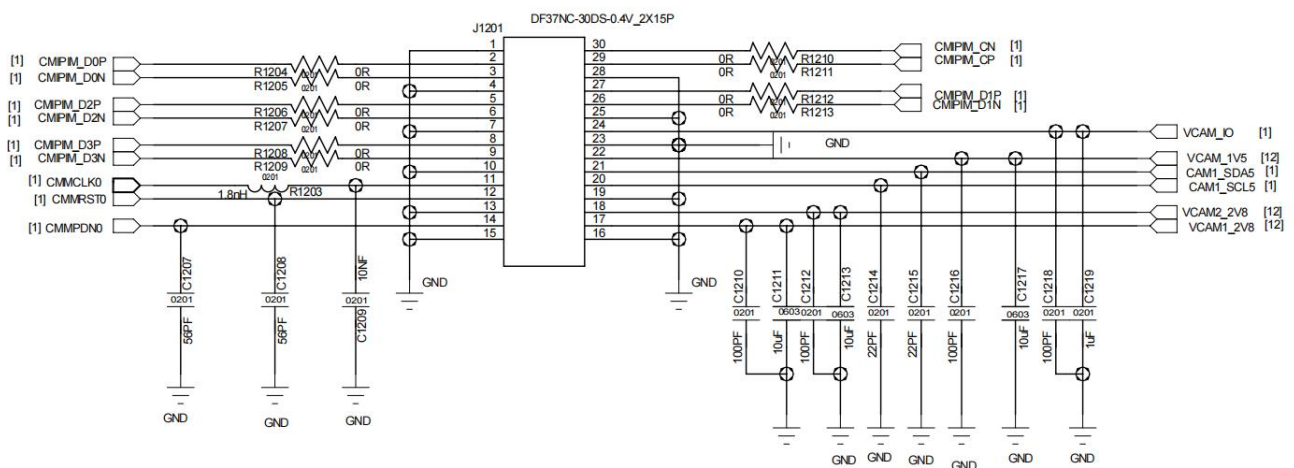 DF37NC-30DS-0.4V_2X15P
J1201
1 30
2 29
3 28
4 27
5 26
6 25
7 24
8 23
9 22
10 21
11 20
12 19
13 18
14 17
15 16
[1] CMIPIM_D0P
[1] CMIPIM_D0N
R1204 0201 0R
R1205 0R
[1] CMIPIM_D2P
[1] CMIPIM_D2N
R1206 0201 0R
R1207 0R
[1] CMIPIM_D3P
[1] CMIPIM_D3N
R1208 0201 0R
R1209 0R
0201
[1] CMMCLK0
1.8nH R1203
[1] CMMRST0
[1] CMMPDN0
CMIPIM_CN [1]
CMIPIM_CP [1]
0R 0201 R1210
0R R1211
CMIPIM_D1P [1]
CMIPIM_D1N [1]
0R 0201 R1212
0R R1213
VCAM_IO [1]
GND
VCAM_1V5 [12]
CAM1_SDA5 [1]
CAM1_SCL5 [1]
VCAM2_2V8 [12]
VCAM1_2V8 [12]
C1207 0201 56PF
C1208 0201 56PF
10NF 0201 C1209
GND
GND
GND
GND
GND
C1210 0201 100PF
C1211 0603 10uF
C1212 0201 100PF
C1213 0603 10uF
C1214 0201 22PF
C1215 0201 22PF
C1216 0201 100PF
C1217 0603 10uF
C1218 0201 100PF
C1219 0201 1uF
GND
GND
GND
GND
GND
GND